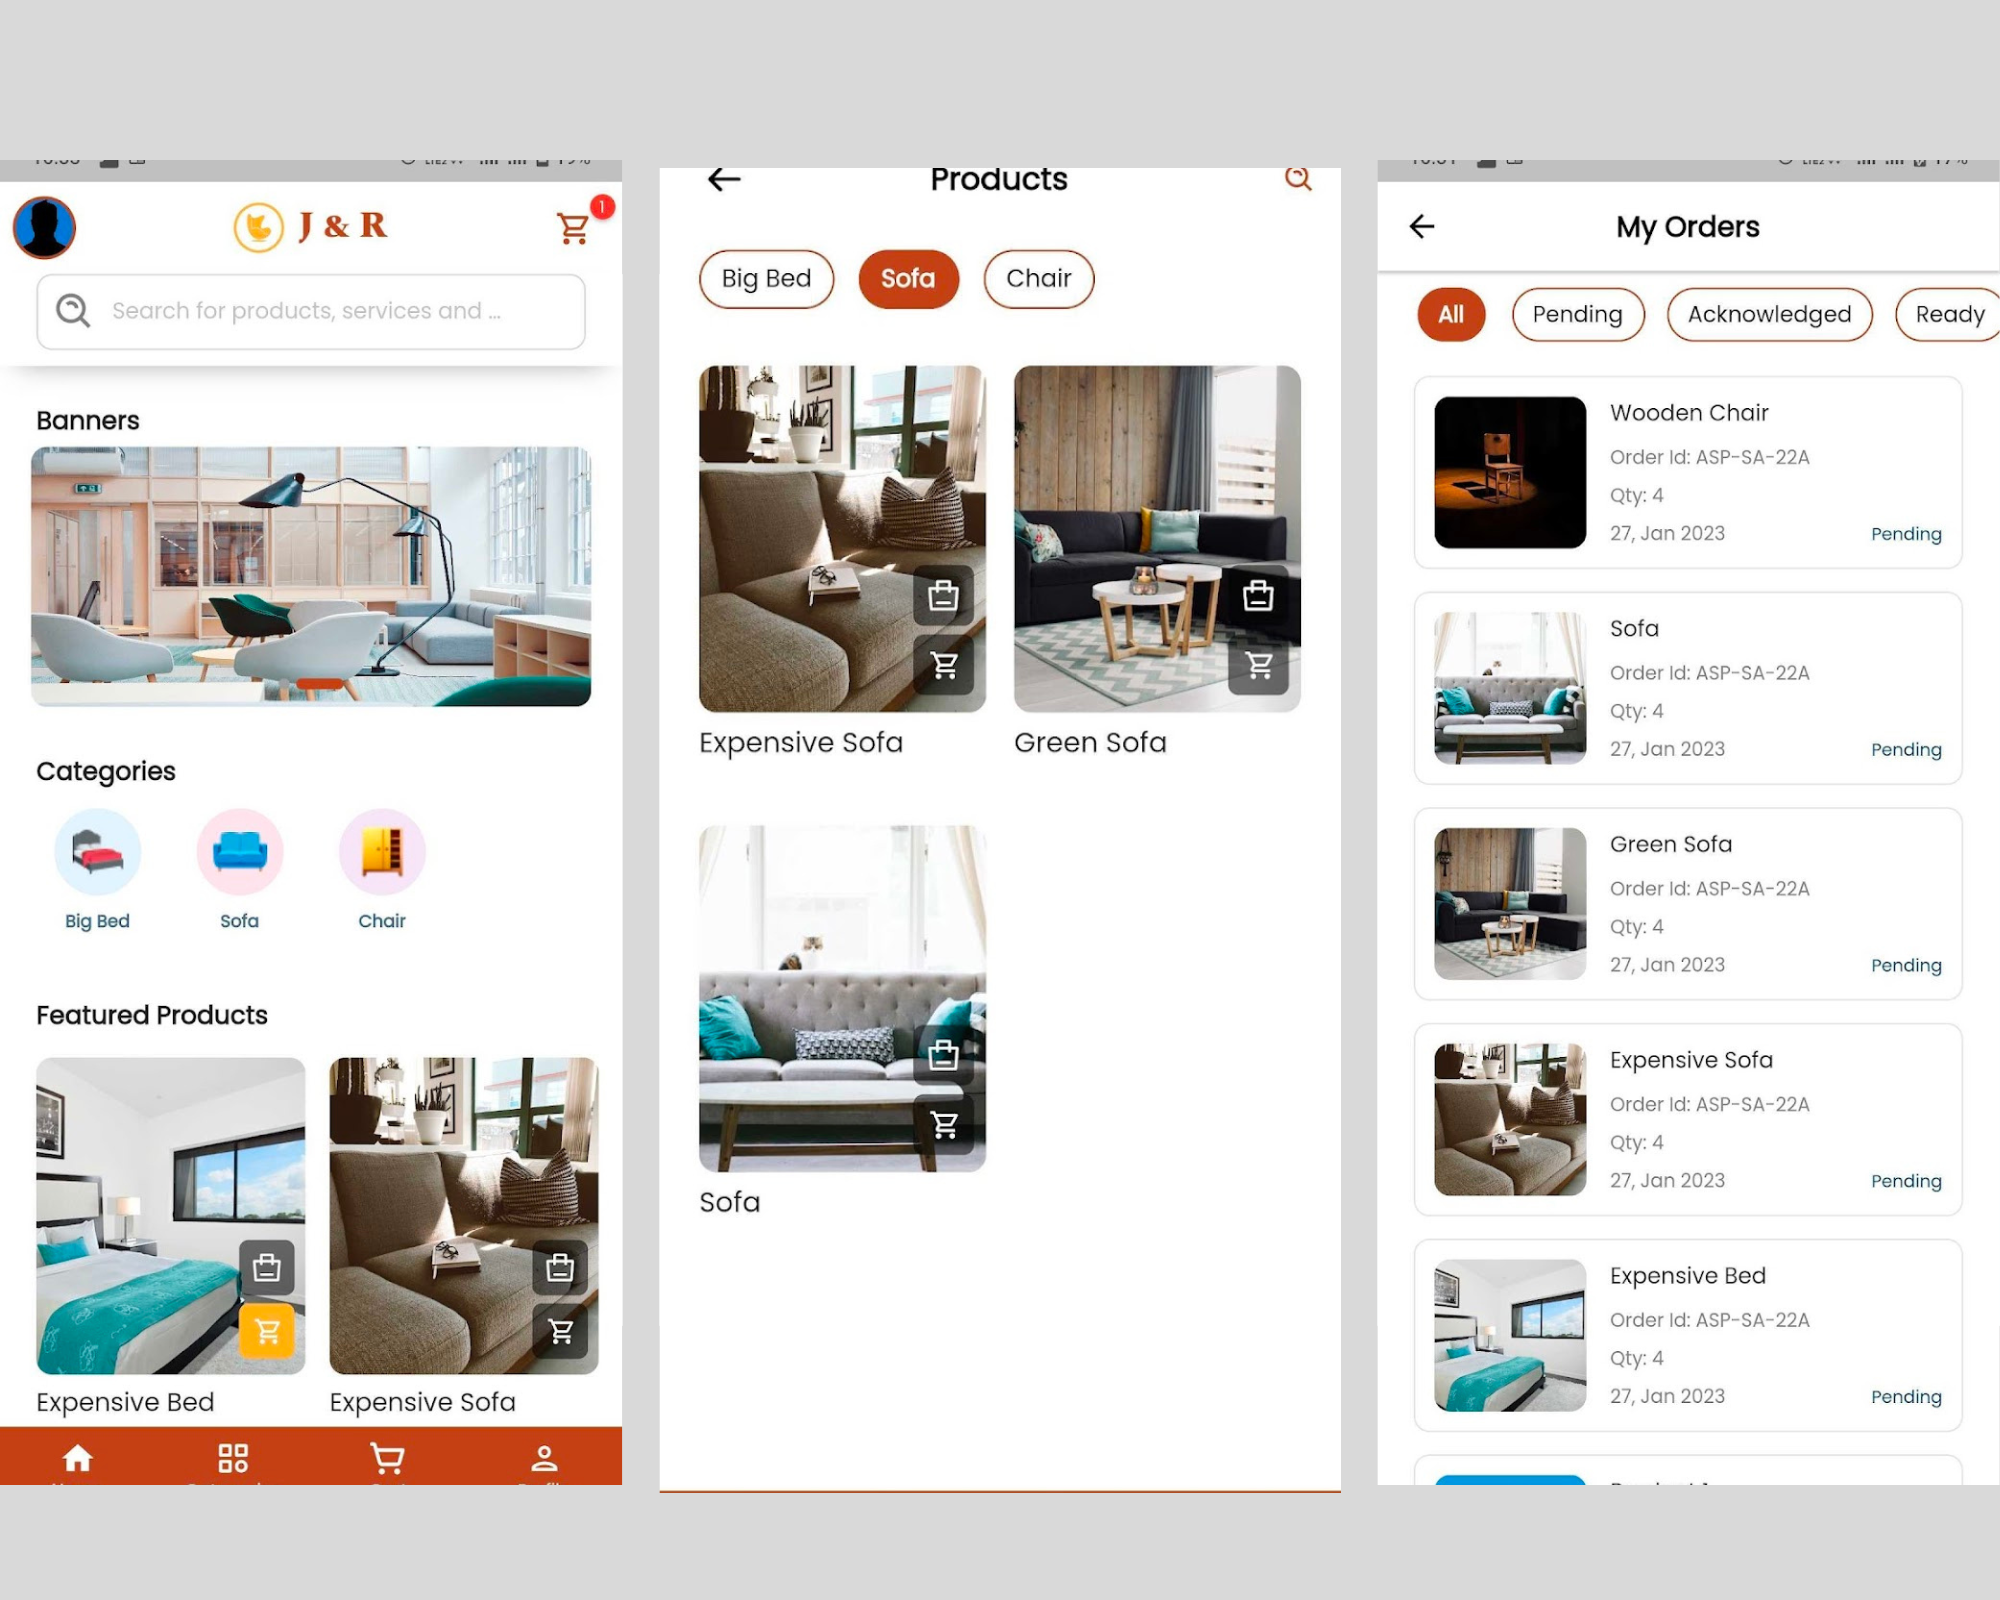 1
J & R
Search for products, services and ...
Banners
Categories
Big Bed
Sofa
Chair
Featured Products
Expensive Bed
Expensive Sofa
Products
Big Bed
Sofa
Chair
Expensive Sofa
Green Sofa
Sofa
My Orders
All
Pending
Acknowledged
Ready
Wooden Chair
Order Id: ASP-SA-22A
Qty: 4
27, Jan 2023
Pending
Sofa
Order Id: ASP-SA-22A
Qty: 4
27, Jan 2023
Pending
Green Sofa
Order Id: ASP-SA-22A
Qty: 4
27, Jan 2023
Pending
Expensive Sofa
Order Id: ASP-SA-22A
Qty: 4
27, Jan 2023
Pending
Expensive Bed
Order Id: ASP-SA-22A
Qty: 4
27, Jan 2023
Pending